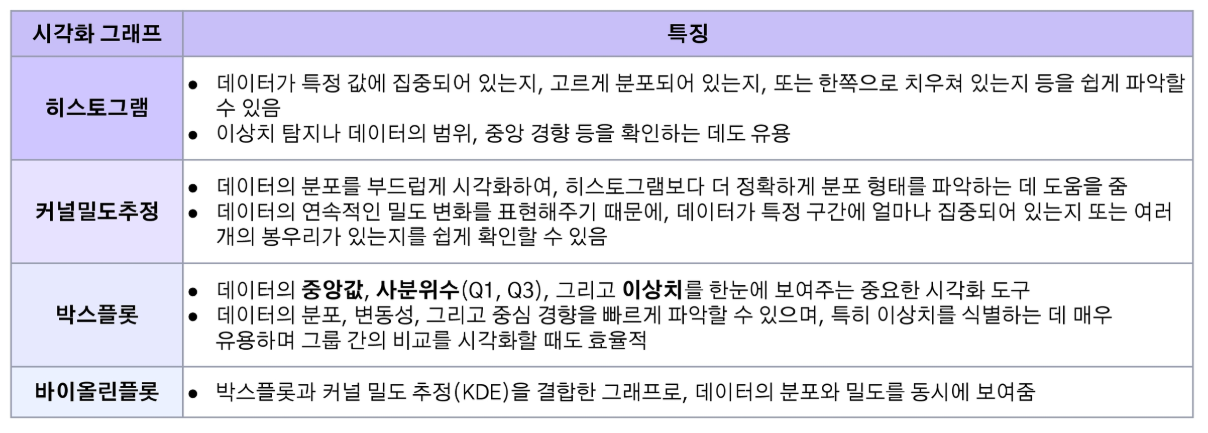 시각화 그래프 특징
히스토그램
● 데이터가 특정 값에 집중되어 있는지, 고르게 분포되어 있는지, 또는 한쪽으로 치우쳐 있는지 등을 쉽게 파악할
수 있음
● 이상치 탐지나 데이터의 범위, 중앙 경향 등을 확인하는 데도 유용
커널밀도추정
● 데이터의 분포를 부드럽게 시각화하여, 히스토그램보다 더 정확하게 분포 형태를 파악하는 데 도움을 줌
● 데이터의 연속적인 밀도 변화를 표현해주기 때문에, 데이터가 특정 구간에 얼마나 집중되어 있는지 또는 여러
개의 봉우리가 있는지를 쉽게 확인할 수 있음
박스플롯
● 데이터의 중앙값, 사분위수(Q1, Q3), 그리고 이상치를 한눈에 보여주는 중요한 시각화 도구
● 데이터의 분포, 변동성, 그리고 중심 경향을 빠르게 파악할 수 있으며, 특히 이상치를 식별하는 데 매우
유용하며 그룹 간의 비교를 시각화할 때도 효율적
바이올린플롯
● 박스플롯과 커널 밀도 추정(KDE)을 결합한 그래프로, 데이터의 분포와 밀도를 동시에 보여줌